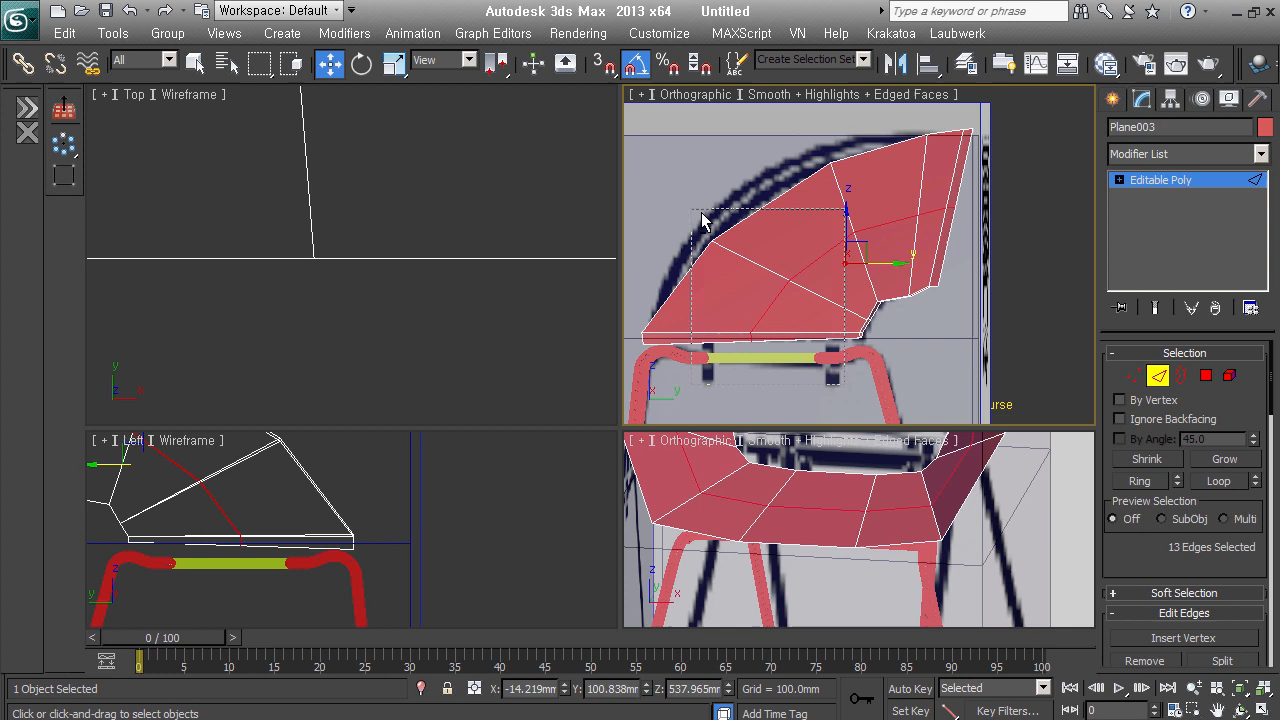 Workspace: Default
Autodesk 3ds Max 2013 x64
Untitled
Type a keyword or phrase
Edit Tools Group Views Create Modifiers Animation Graph Editors Rendering Customize MAXScript VN Help Krakatoa Laubwerk
All
View
3
Create Selection Set
[ + ] Top ] Wireframe ]
[ + ] Orthographic ] Smooth + Highlights + Edged Faces ]
Plane003
Modifier List
Editable Poly
z
x
y
y
z
x
z
x
y
urse
[ + ] Left ] Wireframe ]
[ + ] Orthographic ] Smooth + Highlights + Edged Faces ]
x
y
z
x
z
x
Selection
By Vertex
Ignore Backfacing
By Angle: 45.0
Shrink Grow
Ring Loop
Preview Selection
Off SubObj Multi
13 Edges Selected
Soft Selection
Edit Edges
Insert Vertex
Remove Split
< 0 / 100 >
0 5 10 15 20 25 30 35 40 45 50 55 60 65 70 75 80 85 90 95 100
1 Object Selected
X: -14.219mm Y: 100.838mm Z: 537.965mm
Grid = 100.0mm
Auto Key
Selected
Click or click-and-drag to select objects
Add Time Tag
Set Key
Key Filters...
0